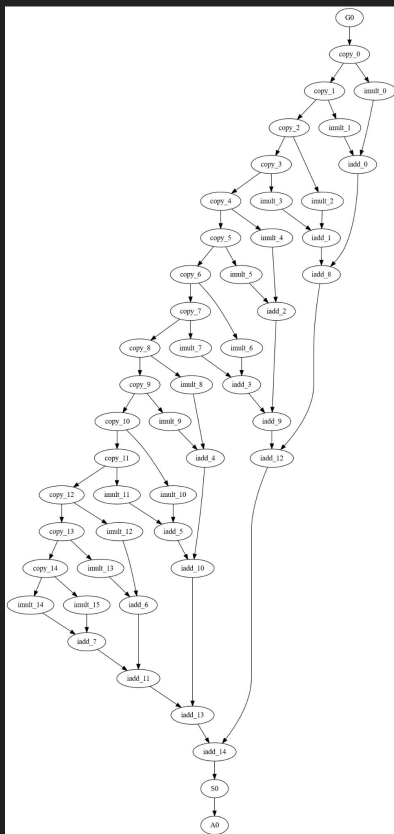 G0
copy_0
copy_1 imult_0
copy_2 imult_1
copy_3 iadd_0
copy_4 imult_3 imult_2
copy_5 imult_4 iadd_1
copy_6 imult_5 iadd_8
copy_7 iadd_2
copy_8 imult_7 imult_6
copy_9 imult_8 iadd_3
copy_10 imult_9 iadd_9
copy_11 iadd_4 iadd_12
copy_12 imult_11 imult_10
copy_13 imult_12 iadd_5
copy_14 imult_13 iadd_10
imult_14 imult_15 iadd_6
iadd_7
iadd_11
iadd_13
iadd_14
S0
A0